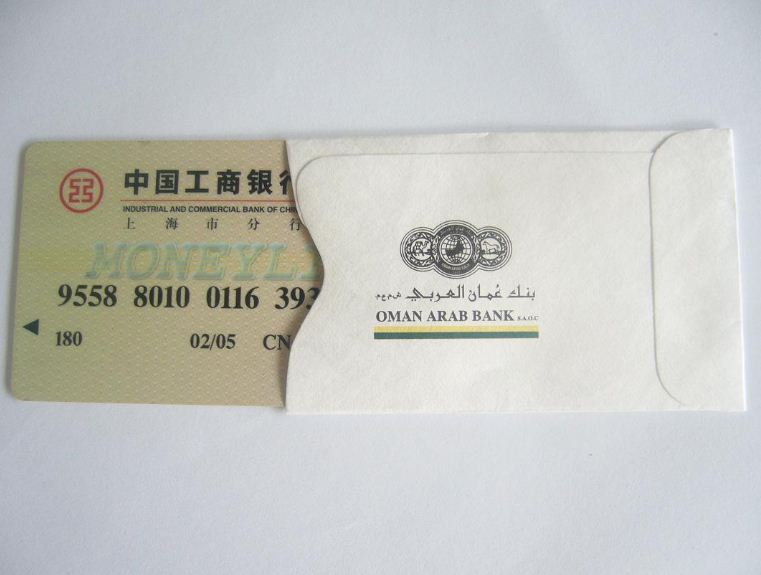 中国工商银行
INDUSTRIAL AND COMMERCIAL BANK OF CHI
上海市分行
MONEYLI
9558 8010 0116 393
180 02/05 CN
بنك عُمان العربي ش.م.ع.م
OMAN ARAB BANK S.A.O.C